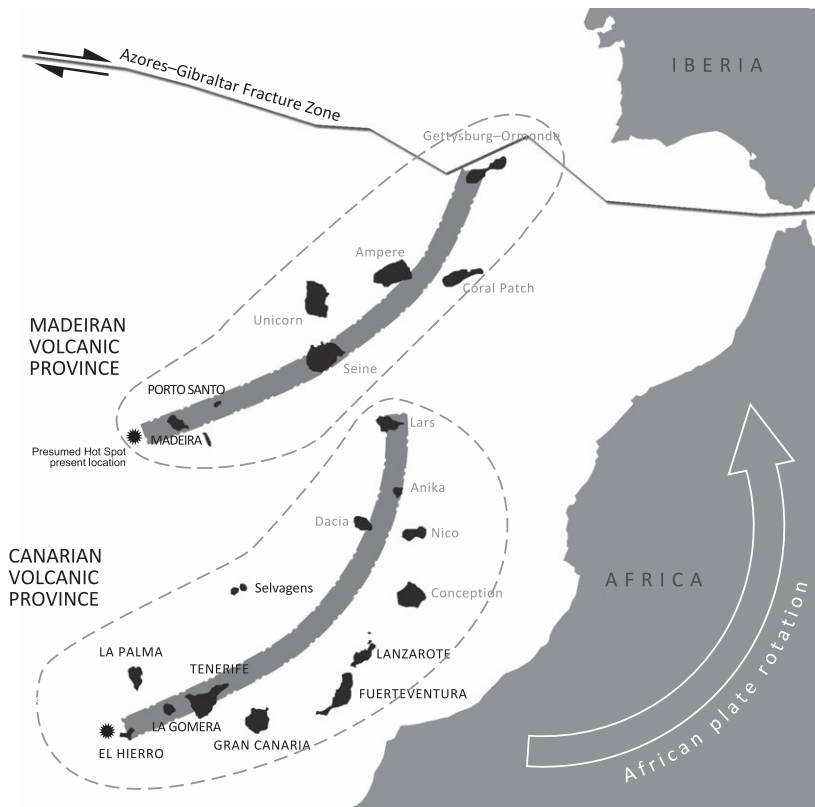 IBERIA
Azores–Gibraltar Fracture Zone
Gettysburg–Ormonde
Ampere
Coral Patch
Unicorn
MADEIRAN
VOLCANIC
PROVINCE
Seine
PORTO SANTO
MADEIRA
Presumed Hot Spot
present location
Lars
Anika
Dacia
Nico
CANARIAN
VOLCANIC
PROVINCE
Selvagens
Conception
AFRICA
African plate rotation
LA PALMA
TENERIFE
LANZAROTE
FUERTEVENTURA
LA GOMERA
EL HIERRO
GRAN CANARIA